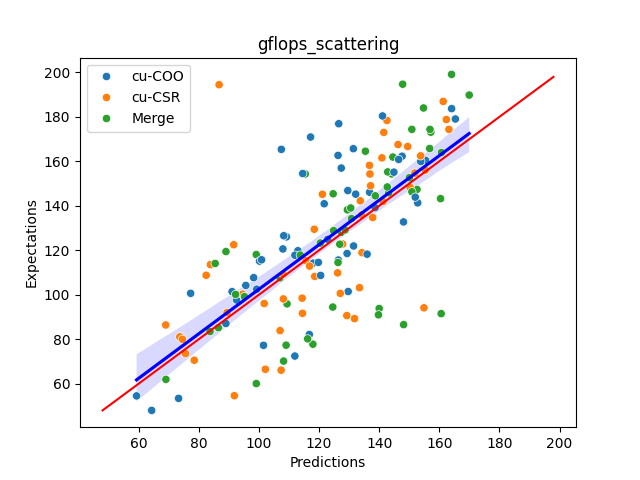 gflops_scattering
cu-COO
cu-CSR
Merge
200
180
160
140
120
100
80
60
Expectations
60 80 100 120 140 160 180 200
Predictions